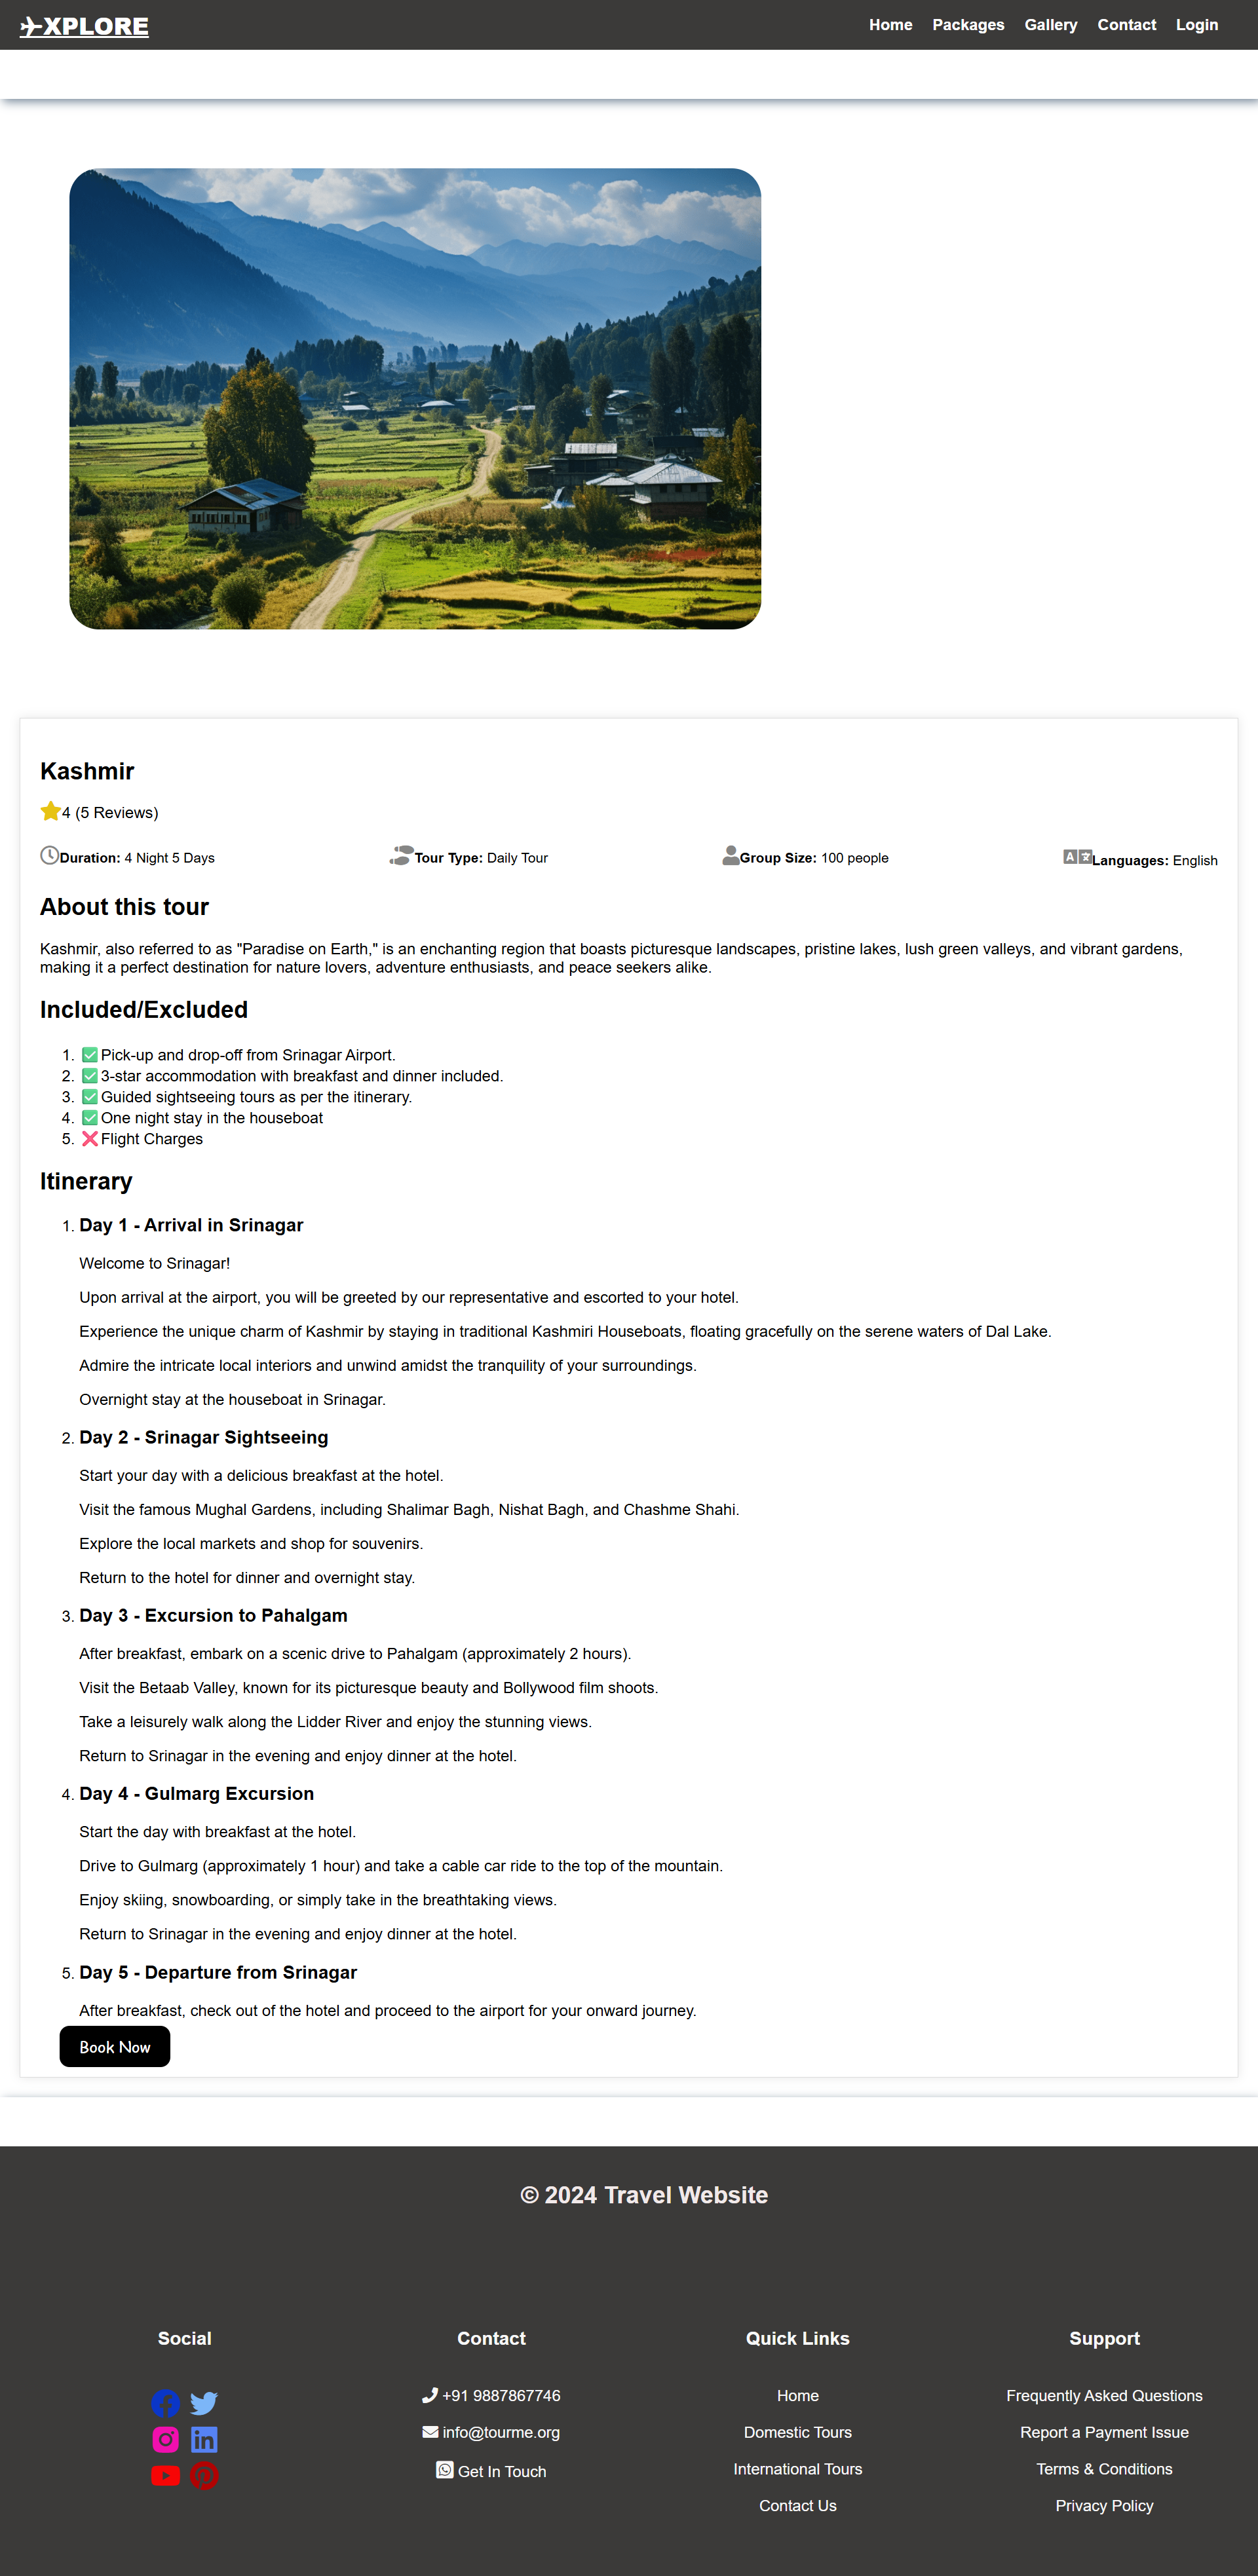 XPLORE
Home Packages Gallery Contact Login
Kashmir
4 (5 Reviews)
Duration: 4 Night 5 Days Tour Type: Daily Tour Group Size: 100 people Languages: English
About this tour
Kashmir, also referred to as "Paradise on Earth," is an enchanting region that boasts picturesque landscapes, pristine lakes, lush green valleys, and vibrant gardens,
making it a perfect destination for nature lovers, adventure enthusiasts, and peace seekers alike.
Included/Excluded
1. ✅ Pick-up and drop-off from Srinagar Airport.
2. ✅ 3-star accommodation with breakfast and dinner included.
3. ✅ Guided sightseeing tours as per the itinerary.
4. ✅ One night stay in the houseboat
5. ❌ Flight Charges
Itinerary
1. Day 1 - Arrival in Srinagar
Welcome to Srinagar!
Upon arrival at the airport, you will be greeted by our representative and escorted to your hotel.
Experience the unique charm of Kashmir by staying in traditional Kashmiri Houseboats, floating gracefully on the serene waters of Dal Lake.
Admire the intricate local interiors and unwind amidst the tranquility of your surroundings.
Overnight stay at the houseboat in Srinagar.
2. Day 2 - Srinagar Sightseeing
Start your day with a delicious breakfast at the hotel.
Visit the famous Mughal Gardens, including Shalimar Bagh, Nishat Bagh, and Chashme Shahi.
Explore the local markets and shop for souvenirs.
Return to the hotel for dinner and overnight stay.
3. Day 3 - Excursion to Pahalgam
After breakfast, embark on a scenic drive to Pahalgam (approximately 2 hours).
Visit the Betaab Valley, known for its picturesque beauty and Bollywood film shoots.
Take a leisurely walk along the Lidder River and enjoy the stunning views.
Return to Srinagar in the evening and enjoy dinner at the hotel.
4. Day 4 - Gulmarg Excursion
Start the day with breakfast at the hotel.
Drive to Gulmarg (approximately 1 hour) and take a cable car ride to the top of the mountain.
Enjoy skiing, snowboarding, or simply take in the breathtaking views.
Return to Srinagar in the evening and enjoy dinner at the hotel.
5. Day 5 - Departure from Srinagar
After breakfast, check out of the hotel and proceed to the airport for your onward journey.
Book Now
© 2024 Travel Website
Social
Contact
+91 9887867746
info@tourme.org
Get In Touch
Quick Links
Home
Domestic Tours
International Tours
Contact Us
Support
Frequently Asked Questions
Report a Payment Issue
Terms & Conditions
Privacy Policy